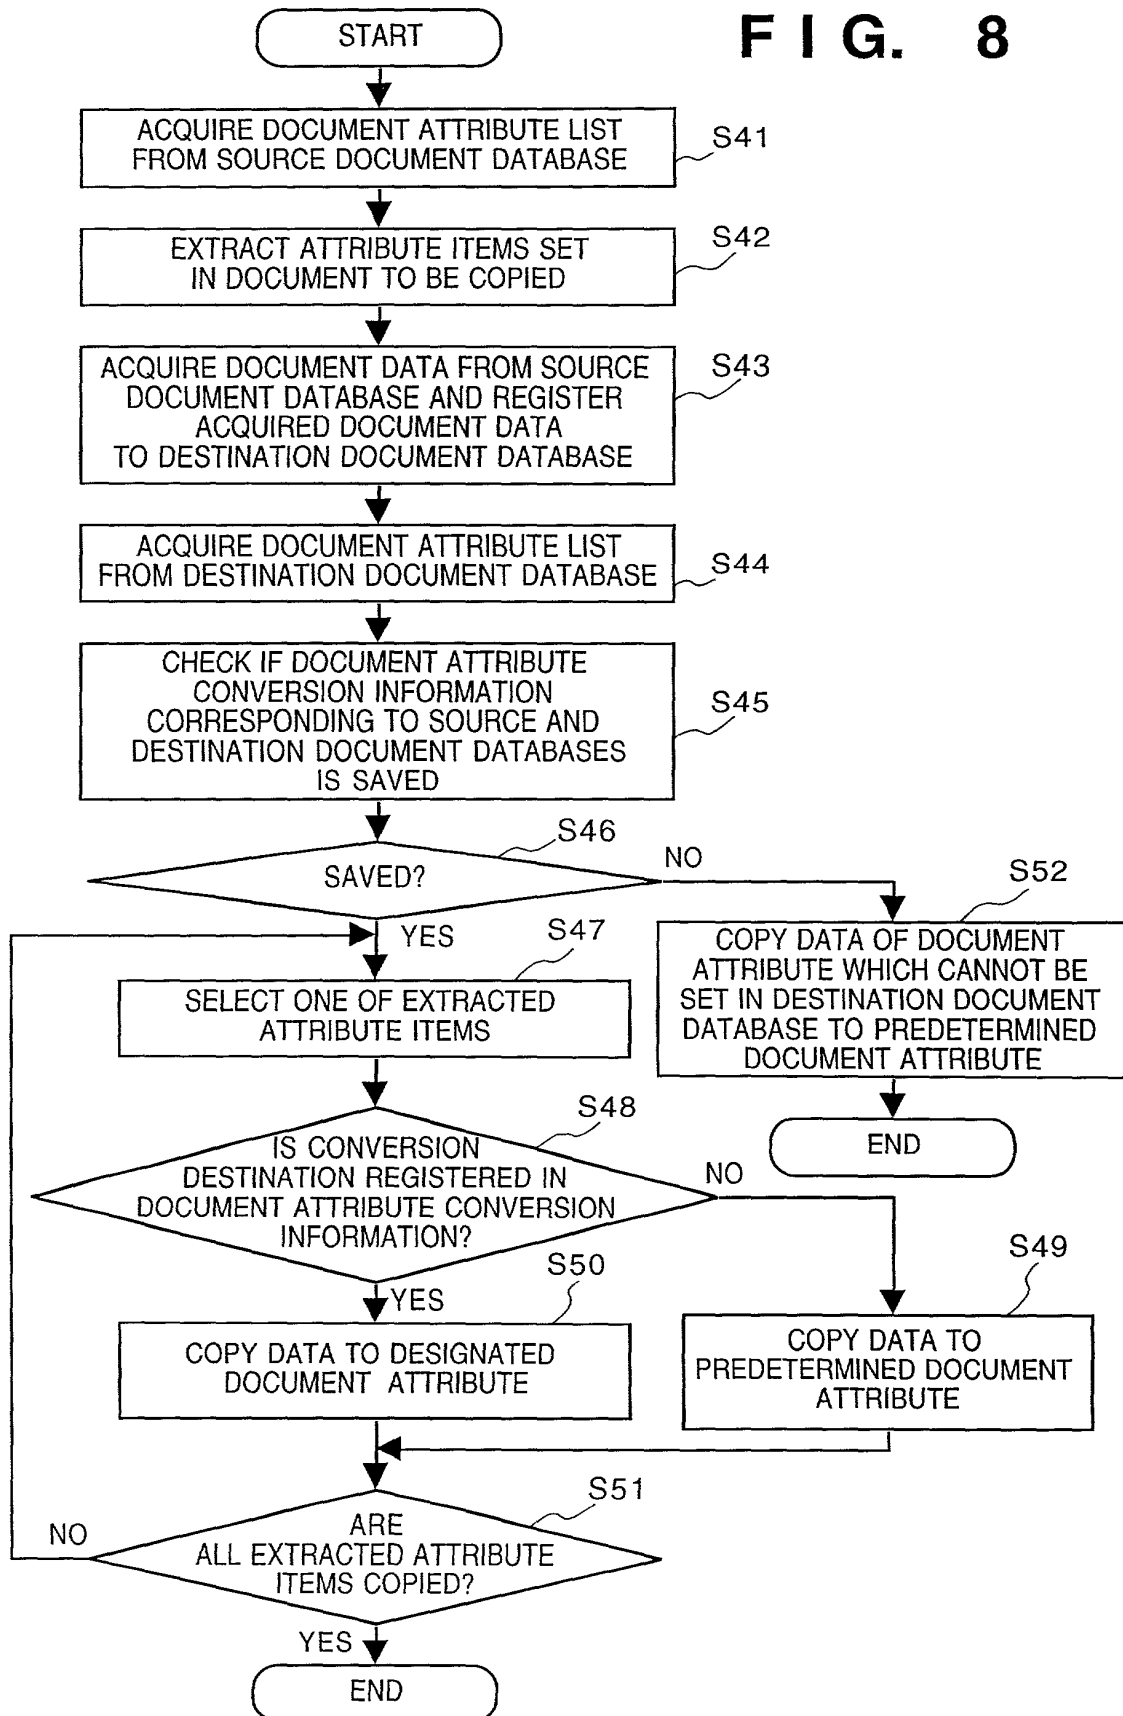 FIG. 8
START
ACQUIRE DOCUMENT ATTRIBUTE LIST
FROM SOURCE DOCUMENT DATABASE
S41
EXTRACT ATTRIBUTE ITEMS SET
IN DOCUMENT TO BE COPIED
S42
ACQUIRE DOCUMENT DATA FROM SOURCE
DOCUMENT DATABASE AND REGISTER
ACQUIRED DOCUMENT DATA
TO DESTINATION DOCUMENT DATABASE
S43
ACQUIRE DOCUMENT ATTRIBUTE LIST
FROM DESTINATION DOCUMENT DATABASE
S44
CHECK IF DOCUMENT ATTRIBUTE
CONVERSION INFORMATION
CORRESPONDING TO SOURCE AND
DESTINATION DOCUMENT DATABASES
IS SAVED
S45
SAVED?
S46
NO
YES
S52
COPY DATA OF DOCUMENT
ATTRIBUTE WHICH CANNOT BE
SET IN DESTINATION DOCUMENT
DATABASE TO PREDETERMINED
DOCUMENT ATTRIBUTE
END
S47
SELECT ONE OF EXTRACTED
ATTRIBUTE ITEMS
S48
IS CONVERSION
DESTINATION REGISTERED IN
DOCUMENT ATTRIBUTE CONVERSION
INFORMATION?
NO
YES
S50
COPY DATA TO DESIGNATED
DOCUMENT ATTRIBUTE
S49
COPY DATA TO
PREDETERMINED DOCUMENT
ATTRIBUTE
S51
ARE
ALL EXTRACTED ATTRIBUTE
ITEMS COPIED?
NO
YES
END